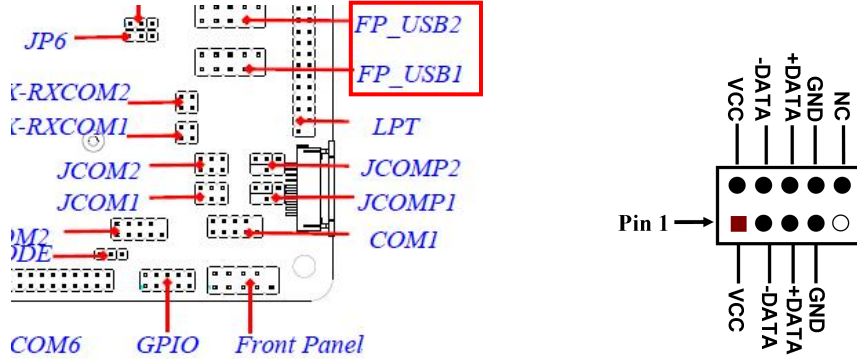 FP_USB2
JP6
FP_USB1
X-RXCOM2
X-RXCOM1
LPT
JCOM2
JCOMP2
JCOM1
JCOMP1
OM2
COM1
ODE
COM6
GPIO
Front Panel
VCC
-DATA
+DATA
GND
NC
Pin 1
VCC
-DATA
+DATA
GND